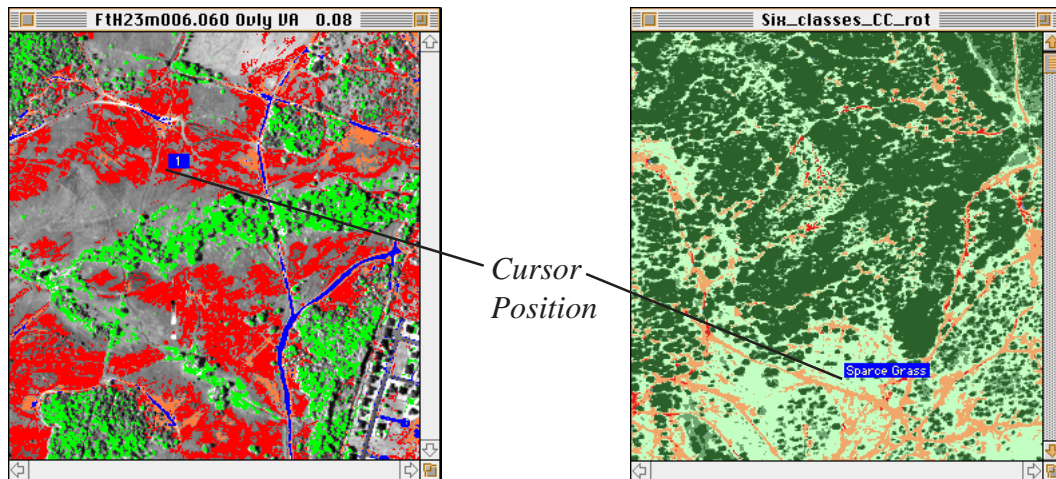 FtH23m006.060 Ovly VA 0.08
Six_classes_CC_rot
1
Cursor
Position
Sparce Grass